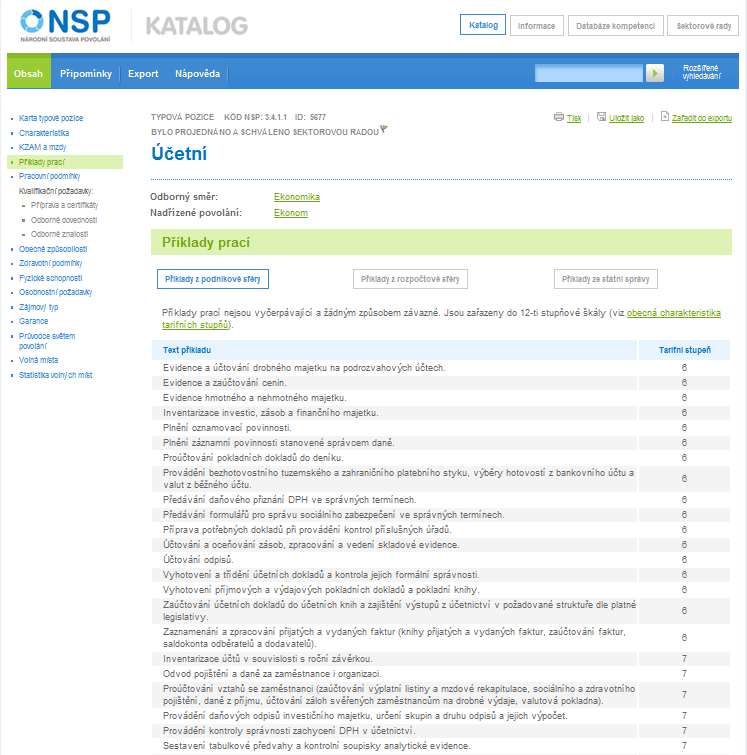 NSP
NÁRODNÍ SOUSTAVA POVOLÁNÍ
KATALOG
Katalog
Informace
Databáze kompetencí
Sektorové rady
Obsah
Připomínky
Export
Nápověda
Rozšířené
vyhledávání
Karta typové pozice
Charakteristika
KZAM a mzdy
Příklady prací
Pracovní podmínky
Kvalifikační požadavky:
Příprava a certifikáty
Odborné dovednosti
Odborné znalosti
Obecné způsobilosti
Zdravotní podmínky
Fyzické schopnosti
Osobnostní požadavky
Zájmový typ
Garance
Průvodce světem
povolání
Volná místa
Statistika volných míst
TYPOVÁ POZICE KÓD NSP: 3.4.1.1 ID: 5677
BYLO PROJEDNÁNO A SCHVÁLENO SEKTOROVOU RADOU
Tisk | Uložit jako | Zařadit do exportu
Účetní
Odborný směr: Ekonomika
Nadřízené povolání: Ekonom
Příklady prací
Příklady z podnikové sféry
Příklady z rozpočtové sféry
Příklady ze státní správy
Příklady prací nejsou vyčerpávající a žádným způsobem závazné. Jsou zařazeny do 12-ti stupňové škály (viz obecná charakteristika
tarifních stupňů).
Text příkladu Tarifní stupeň
Evidence a účtování drobného majetku na podrozvahových účtech. 6
Evidence a zaúčtování cenin. 6
Evidence hmotného a nehmotného majetku. 6
Inventarizace investic, zásob a finančního majetku. 6
Plnění oznamovací povinnosti. 6
Plnění záznamní povinnosti stanovené správcem daně. 6
Proúčtování pokladních dokladů do deníku. 6
Provádění bezhotovostního tuzemského a zahraničního platebního styku, výběry hotovostí z bankovního účtu a
valut z běžného účtu. 6
Předávání daňového přiznání DPH ve správných termínech. 6
Předávání formulářů pro správu sociálního zabezpečení ve správných termínech. 6
Příprava potřebných dokladů při provádění kontrol příslušných úřadů. 6
Účtování a oceňování zásob, zpracování a vedení skladové evidence. 6
Účtování odpisů. 6
Vyhotovení a třídění účetních dokladů a kontrola jejich formální správnosti. 6
Vyhotovení příjmových a výdajových pokladních dokladů a pokladní knihy. 6
Zaúčtování účetních dokladů do účetních knih a zajištění výstupů z účetnictví v požadované struktuře dle platné
legislativy. 6
Zaznamenání a zpracování přijatých a vydaných faktur (knihy přijatých a vydaných faktur, zaúčtování faktur,
saldokonta odběratelů a dodavatelů). 6
Inventarizace účtů v souvislosti s roční závěrkou. 7
Odvod pojištění a daně za zaměstnance i organizaci. 7
Proúčtování vztahů se zaměstnanci (zaúčtování výplatní listiny a mzdové rekapitulace, sociálního a zdravotního
pojištění, daně z příjmu, účtování záloh svěřených zaměstnancům na drobné výdaje, valutová pokladna). 7
Provádění daňových odpisů investičního majetku, určení skupin a druhu odpisů a jejich výpočet. 7
Provádění kontroly správnosti zachycení DPH v účetnictví. 7
Sestavení tabulkové předvahy a kontrolní soupisky analytické evidence. 7